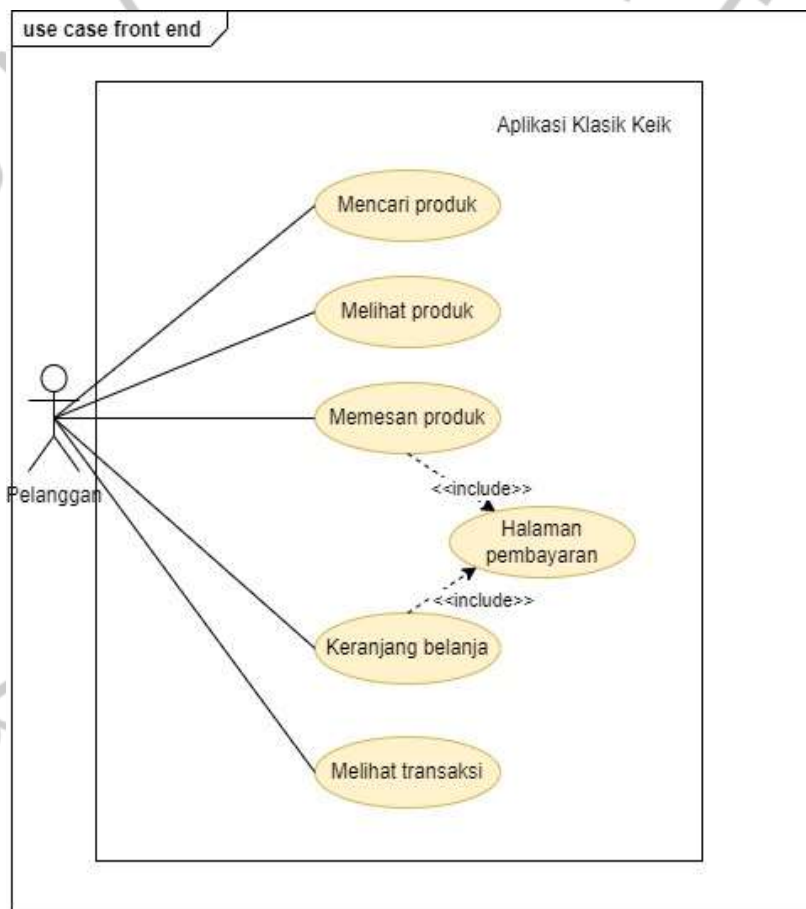 use case front end
Aplikasi Klasik Keik
Mencari produk
Melihat produk
Memesan produk
Pelanggan
<<include>>
Halaman
pembayaran
<<include>>
Keranjang belanja
Melihat transaksi